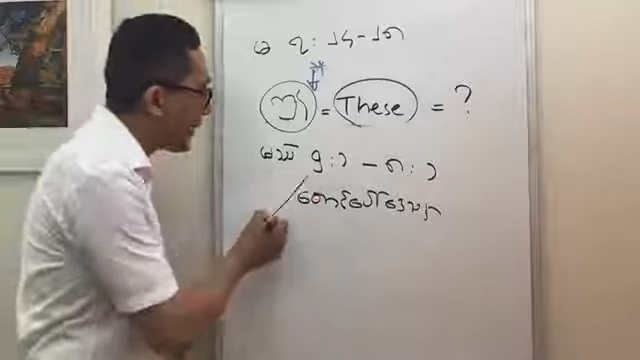 မ ၇: ၂၄-၂၇
ဤ = These = ?
မဿဲ ၅:၁ – ၈:၁
တောင်ပေါ်ဒေသနာ